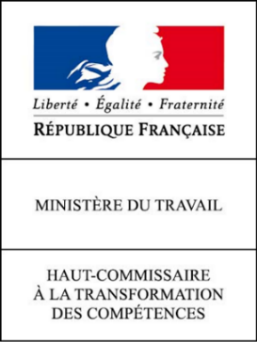 Liberté • Égalité • Fraternité
RÉPUBLIQUE FRANÇAISE
MINISTÈRE DU TRAVAIL
HAUT-COMMISSAIRE
À LA TRANSFORMATION
DES COMPÉTENCES